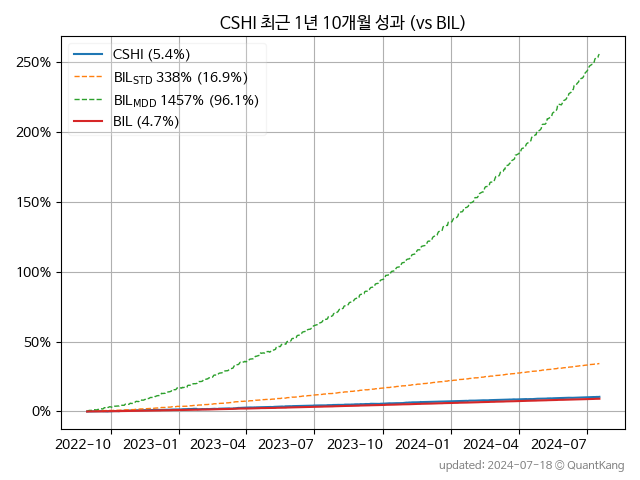 CSHI 최근 1년 10개월 성과 (vs BIL)
CSHI (5.4%)
BIL_STD 338% (16.9%)
BIL_MDD 1457% (96.1%)
BIL (4.7%)
250%
200%
150%
100%
50%
0%
2022-10 2023-01 2023-04 2023-07 2023-10 2024-01 2024-04 2024-07
updated: 2024-07-18 © QuantKang